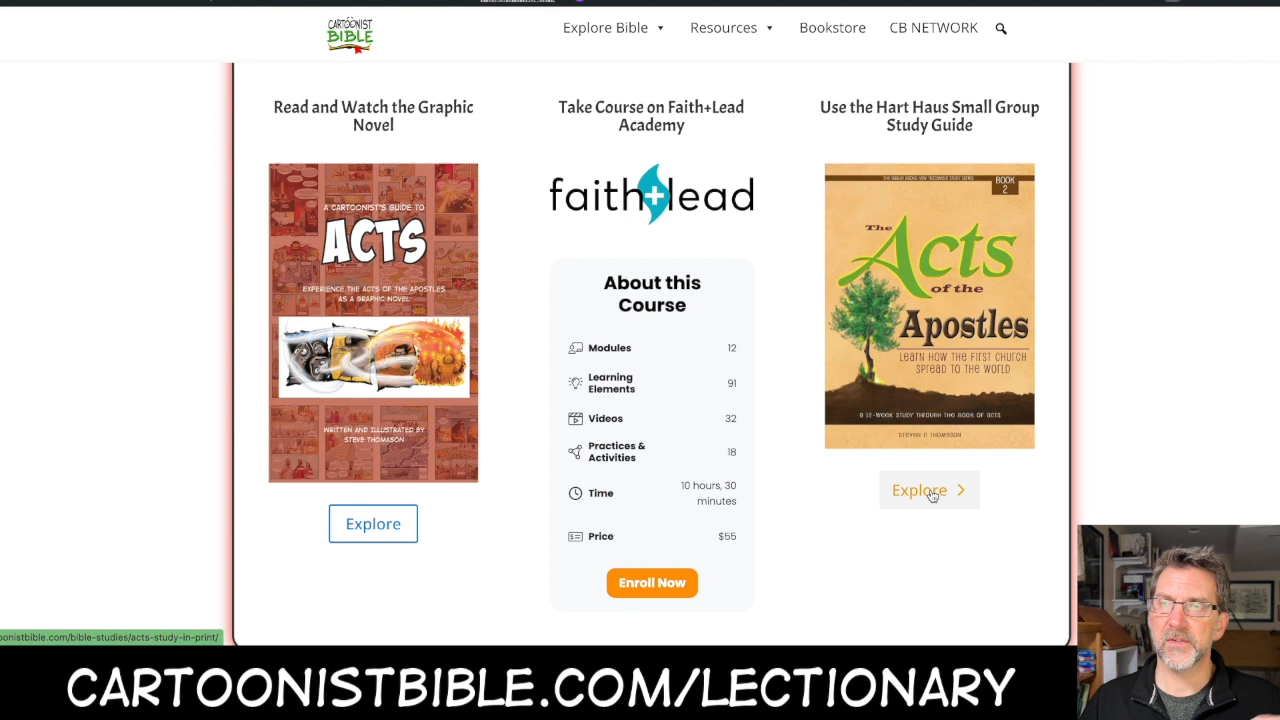 CARTOONIST
BIBLE
Explore Bible
Resources
Bookstore
CB NETWORK
Read and Watch the Graphic
Novel
A CARTOONIST'S GUIDE TO
ACTS
EXPERIENCE THE ACTS OF THE APOSTLES
AS A GRAPHIC NOVEL
WRITTEN AND ILLUSTRATED BY
STEVE THOMASON
Explore
Take Course on Faith+Lead
Academy
faith+lead
About this
Course
Modules 12
Learning
Elements 91
Videos 32
Practices &
Activities 18
Time 10 hours, 30
minutes
Price $55
Enroll Now
Use the Hart Haus Small Group
Study Guide
BOOK
2
The
Acts
of the
Apostles
LEARN HOW THE FIRST CHURCH
SPREAD TO THE WORLD
A 12-WEEK STUDY THROUGH THE BOOK OF ACTS
STEVEN P. THOMASON
Explore
oonistbible.com/bible-studies/acts-study-in-print/
CARTOONISTBIBLE.COM/LECTIONARY